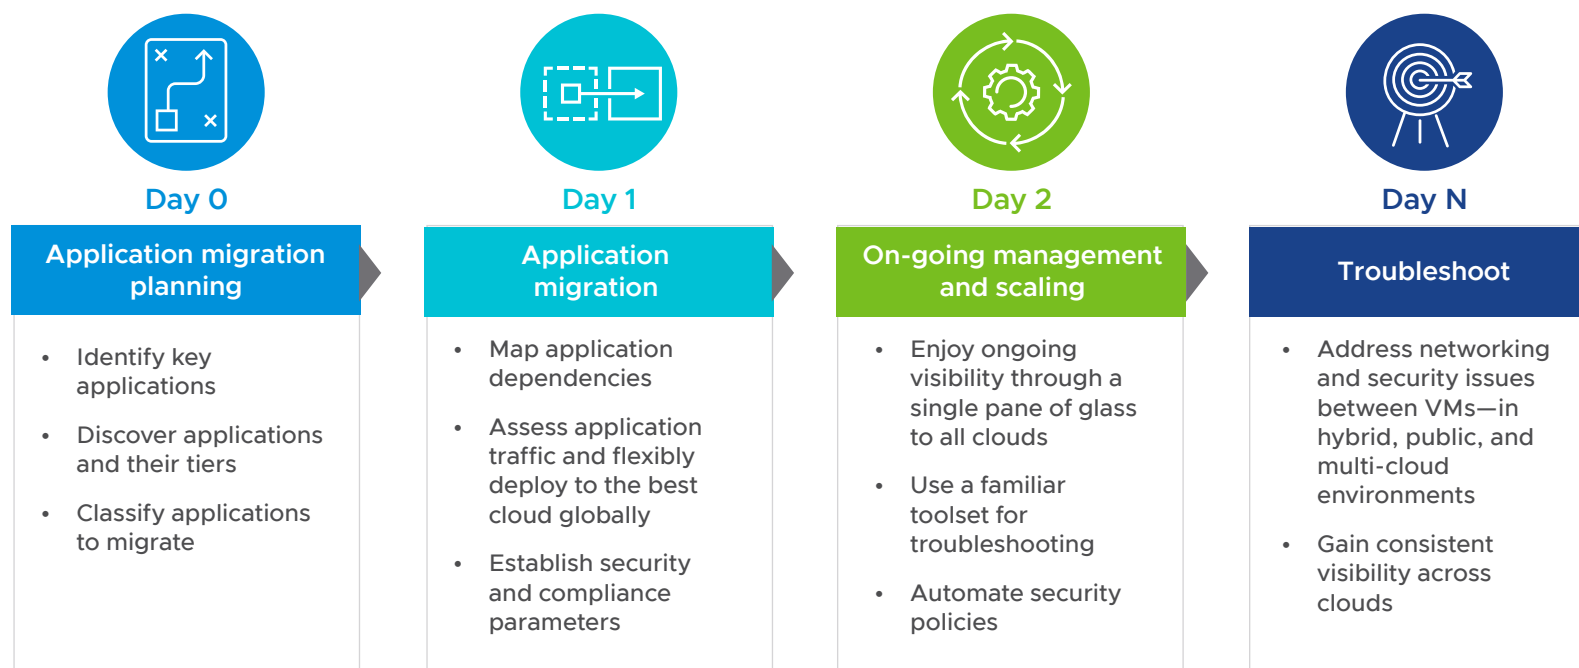 Day 0
Application migration
planning
• Identify key
applications
• Discover applications
and their tiers
• Classify applications
to migrate
Day 1
Application
migration
• Map application
dependencies
• Assess application
traffic and flexibly
deploy to the best
cloud globally
• Establish security
and compliance
parameters
Day 2
On-going management
and scaling
• Enjoy ongoing
visibility through a
single pane of glass
to all clouds
• Use a familiar
toolset for
troubleshooting
• Automate security
policies
Day N
Troubleshoot
• Address networking
and security issues
between VMs—in
hybrid, public, and
multi-cloud
environments
• Gain consistent
visibility across
clouds